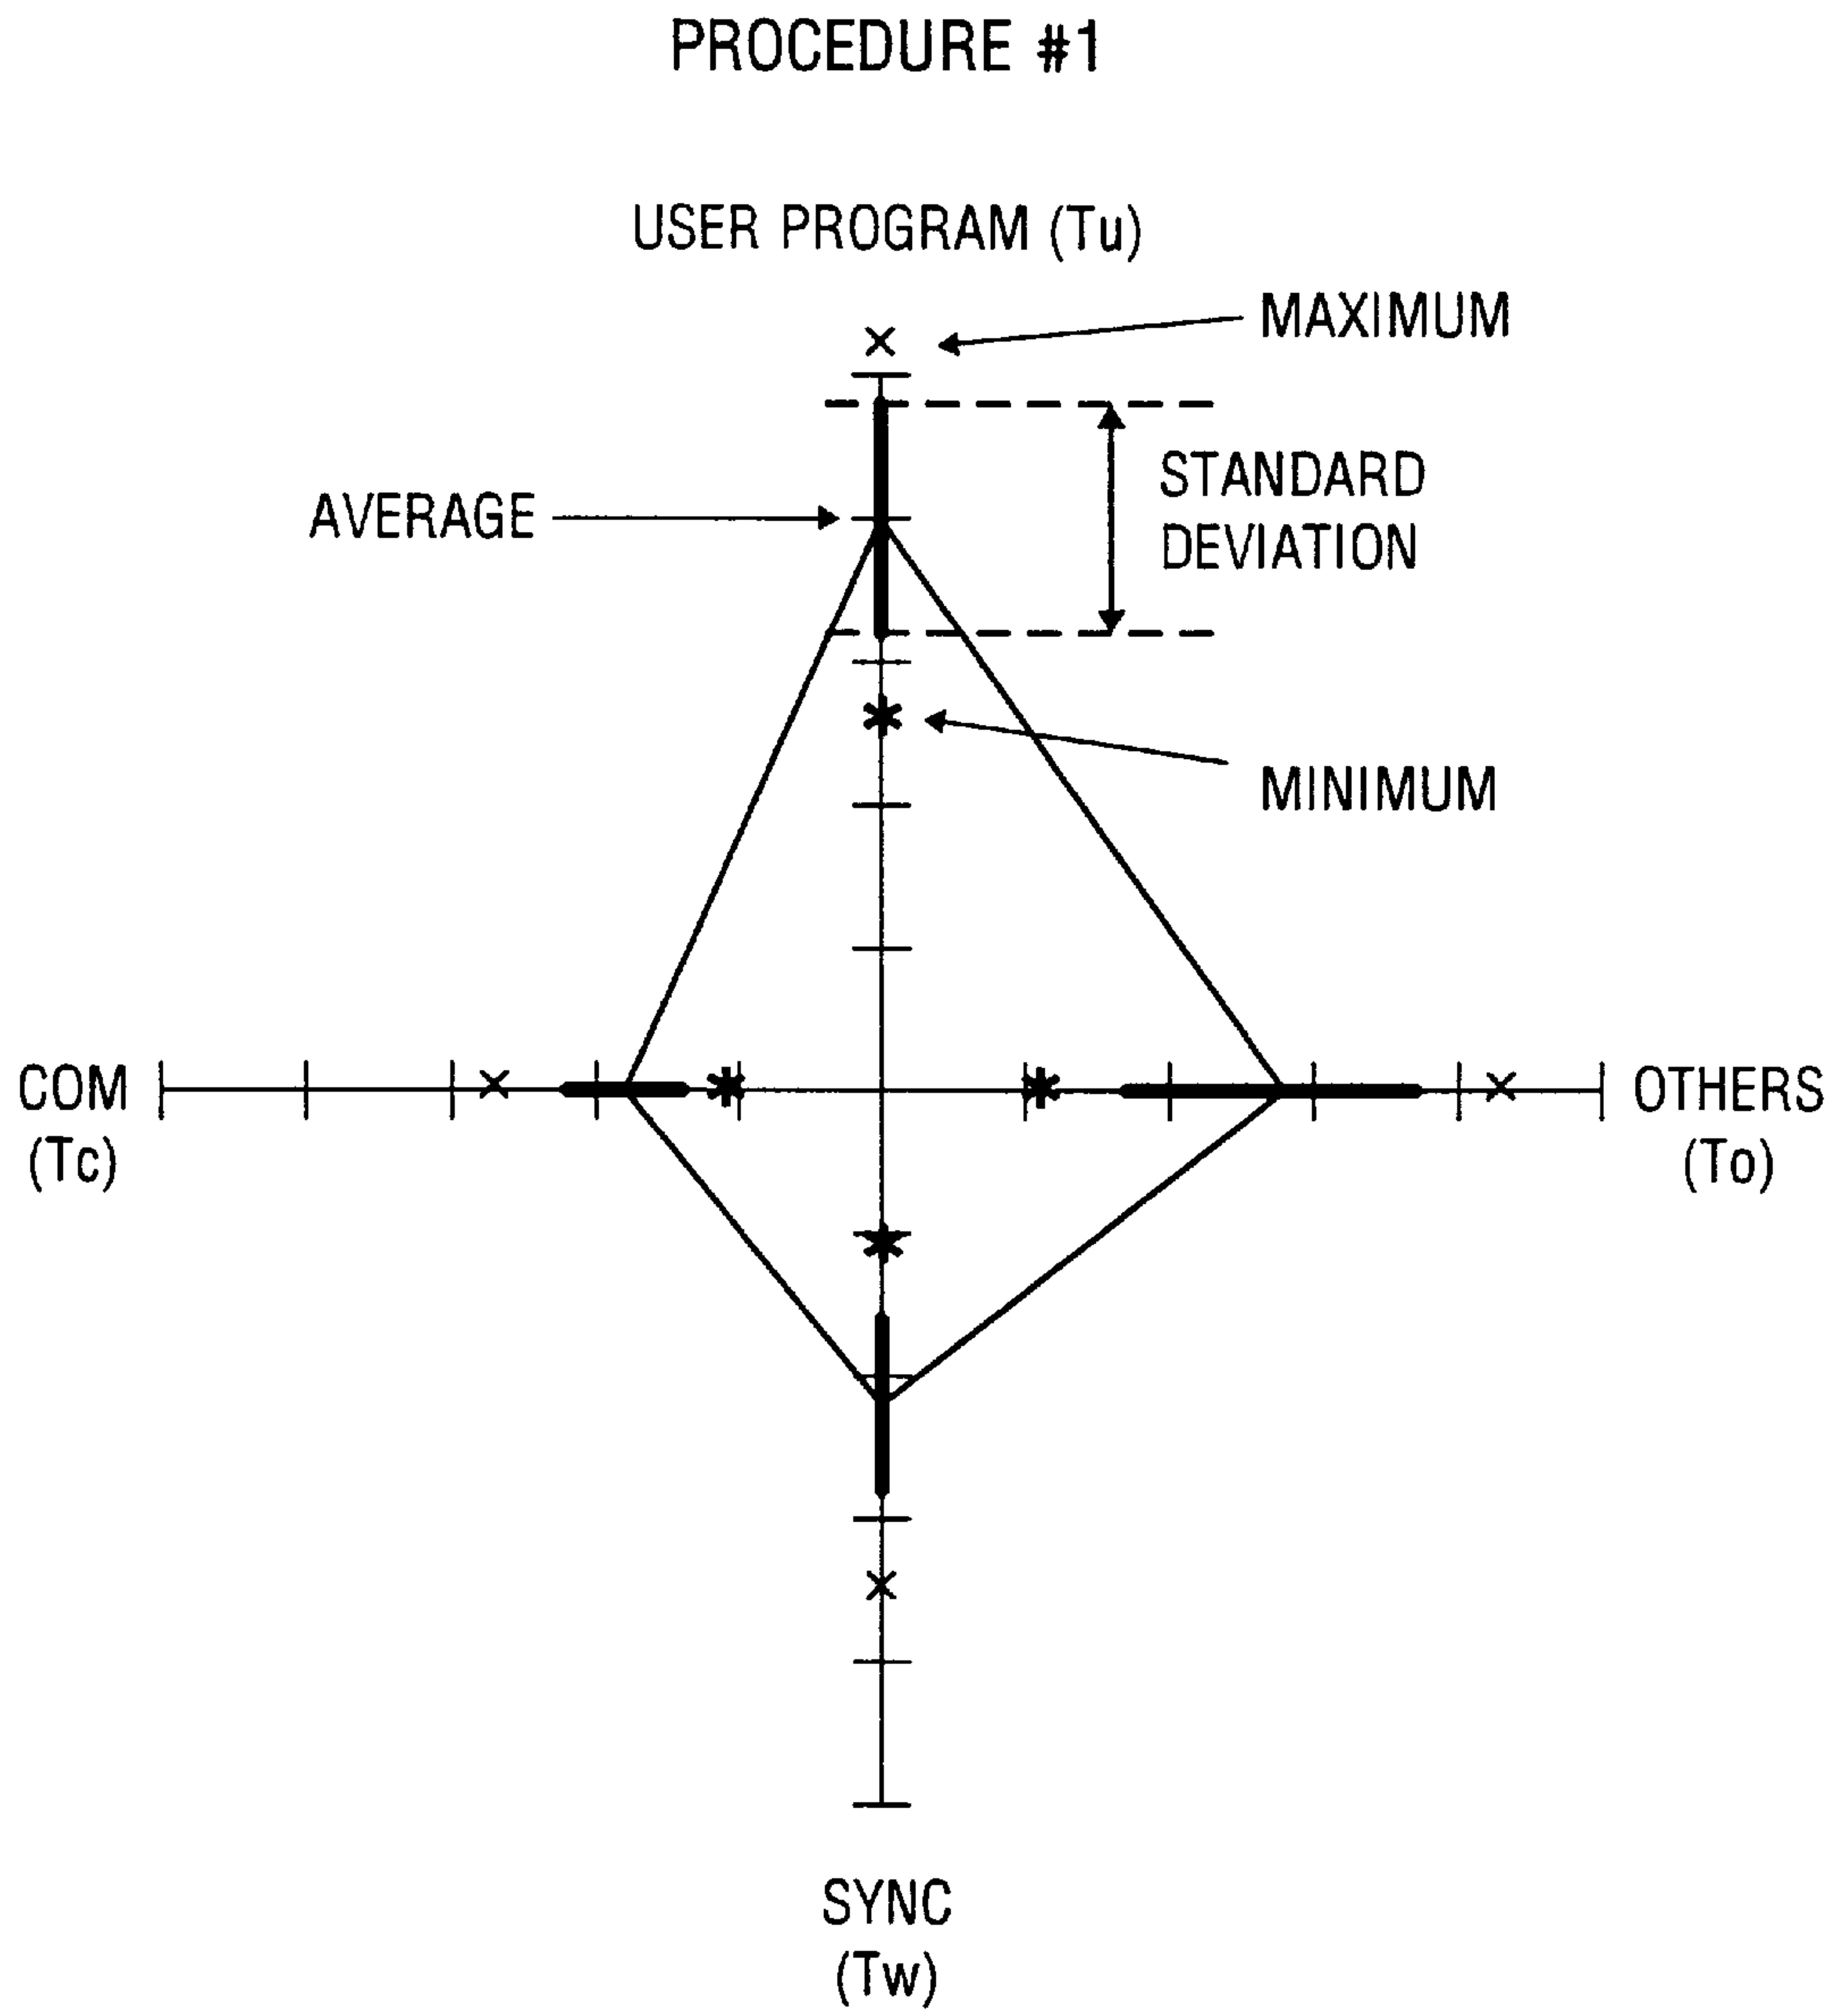 PROCEDURE #1
USER PROGRAM (Tu)
MAXIMUM
STANDARD
DEVIATION
AVERAGE
MINIMUM
COM
(Tc)
OTHERS
(To)
SYNC
(Tw)